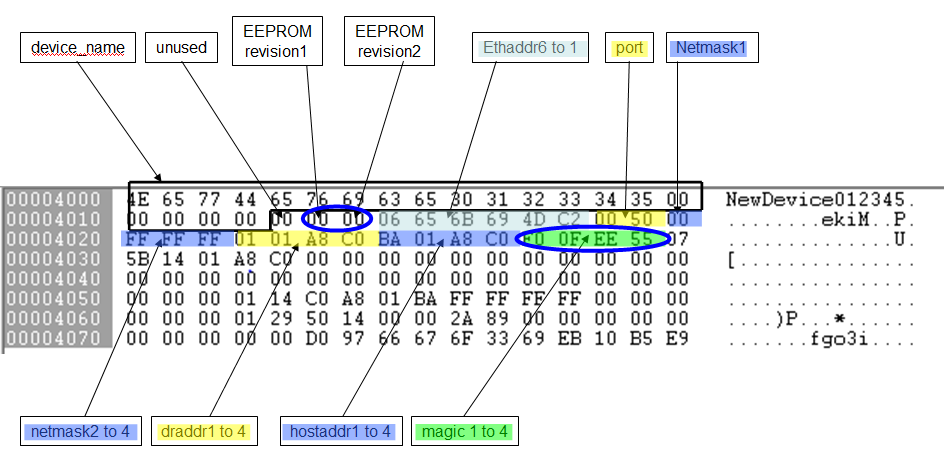 device_name
unused
EEPROM
revision1
EEPROM
revision2
Ethaddr6 to 1
port
Netmask1
00004000 4E 65 77 44 65 76 69 63 65 30 31 32 33 34 35 00 NewDevice012345.
00004010 00 00 00 00 00 00 00 06 65 6B 69 4D C2 00 50 00 ........ekiM..P
00004020 FF FF FF 01 01 A8 C0 BA 01 A8 C0 F0 0F EE 55 07 U
00004030 5B 14 01 A8 C0 00 00 00 00 00 00 00 00 00 00 00 [...............
00004040 00 00 00 00 00 00 00 00 00 00 00 00 00 00 00 00 ................
00004050 00 00 00 01 14 C0 A8 01 BA FF FF FF FF 00 00 00 ................
00004060 00 00 00 01 29 50 14 00 00 2A 89 00 00 00 00 00 ....)P...*......
00004070 00 00 00 00 D0 97 66 67 6F 33 69 EB 10 B5 E9 .......fgo3i....
netmask2 to 4
draddr1 to 4
hostaddr1 to 4
magic 1 to 4